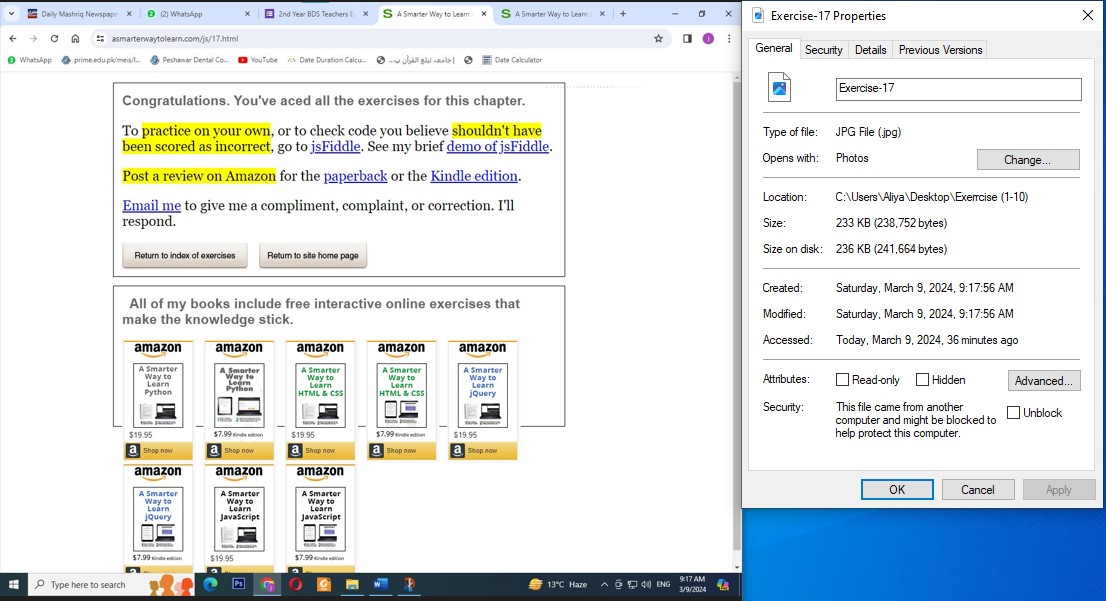 Daily Mashriq Newspape
(2) WhatsApp
2nd Year BDS Teachers E
A Smarter Way to Learn
A Smarter Way to Learn
asmarterwaytolearn.com/js/17.html
WhatsApp
prime.edu.pk/meis/l...
Peshawar Dental Co...
YouTube
Date Duration Calcu...
جامعہ تبلغ القرآن پ... |
Date Calculator
Congratulations. You've aced all the exercises for this chapter.
To practice on your own, or to check code you believe shouldn't have
been scored as incorrect, go to jsFiddle. See my brief demo of jsFiddle.
Post a review on Amazon for the paperback or the Kindle edition.
Email me to give me a compliment, complaint, or correction. I'll
respond.
Return to index of exercises
Return to site home page
All of my books include free interactive online exercises that
make the knowledge stick.
amazon
A Smarter
Way to
Learn
Python
$19.95
a Shop now
amazon
A Smarter
Way to
Learn
Python
$7.99 Kindle edition
a Shop now
amazon
A Smarter
Way to
Learn
HTML & CSS
$19.95
a Shop now
amazon
A Smarter
Way to
Learn
HTML & CSS
$7.99 Kindle edition
a Shop now
amazon
A Smarter
Way to
Learn
jQuery
$19.95
a Shop now
amazon
A Smarter
Way to
Learn
jQuery
$7.99 Kindle edition
amazon
A Smarter
Way to
Learn
JavaScript
$19.95
amazon
A Smarter
Way to
Learn
JavaScript
$7.99 Kindle edition
Type here to search
Ps
13°C Haze
ENG
9:17 AM
3/9/2024
Exercise-17 Properties
General
Security
Details
Previous Versions
Exercise-17
Type of file: JPG File (.jpg)
Opens with: Photos
Change...
Location: C:\Users\Aliya\Desktop\Exerrcise (1-10)
Size: 233 KB (238,752 bytes)
Size on disk: 236 KB (241,664 bytes)
Created: Saturday, March 9, 2024, 9:17:56 AM
Modified: Saturday, March 9, 2024, 9:17:56 AM
Accessed: Today, March 9, 2024, 36 minutes ago
Attributes: Read-only Hidden Advanced...
Security: This file came from another
computer and might be blocked to
help protect this computer.
Unblock
OK
Cancel
Apply